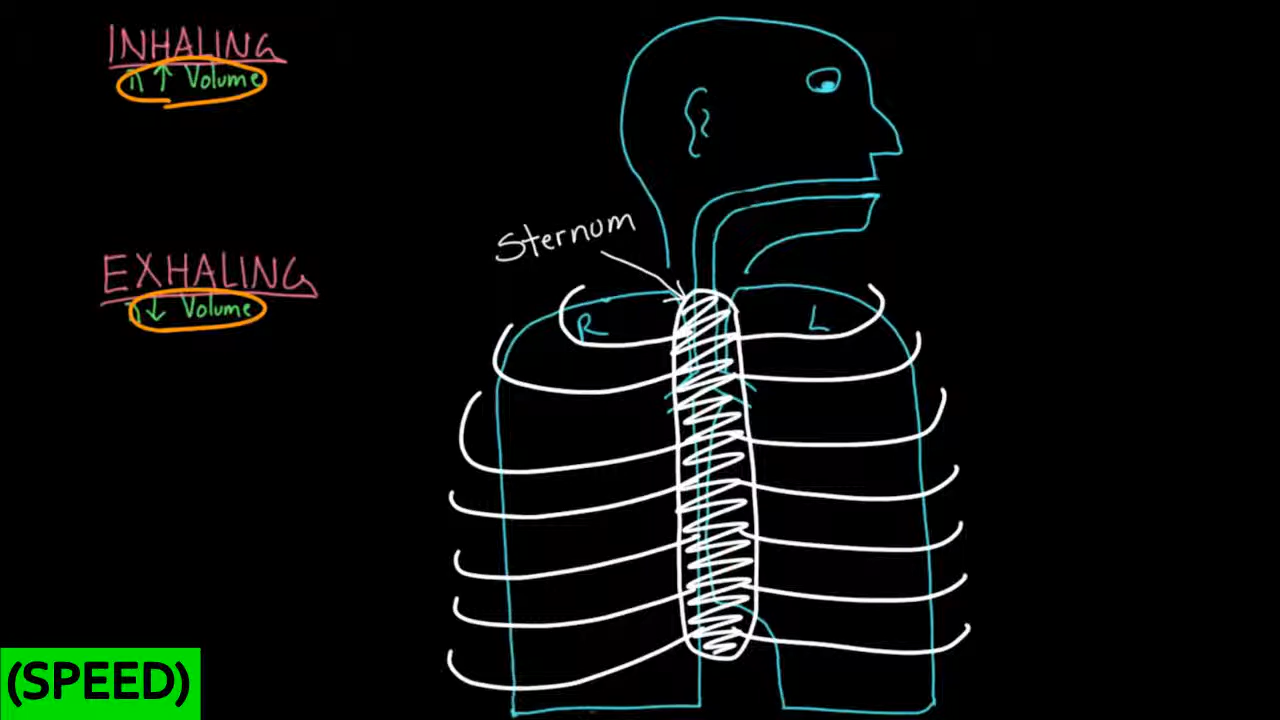 INHALING
↑ Volume
EXHALING
↓ Volume
Sternum
R
L
(SPEED)